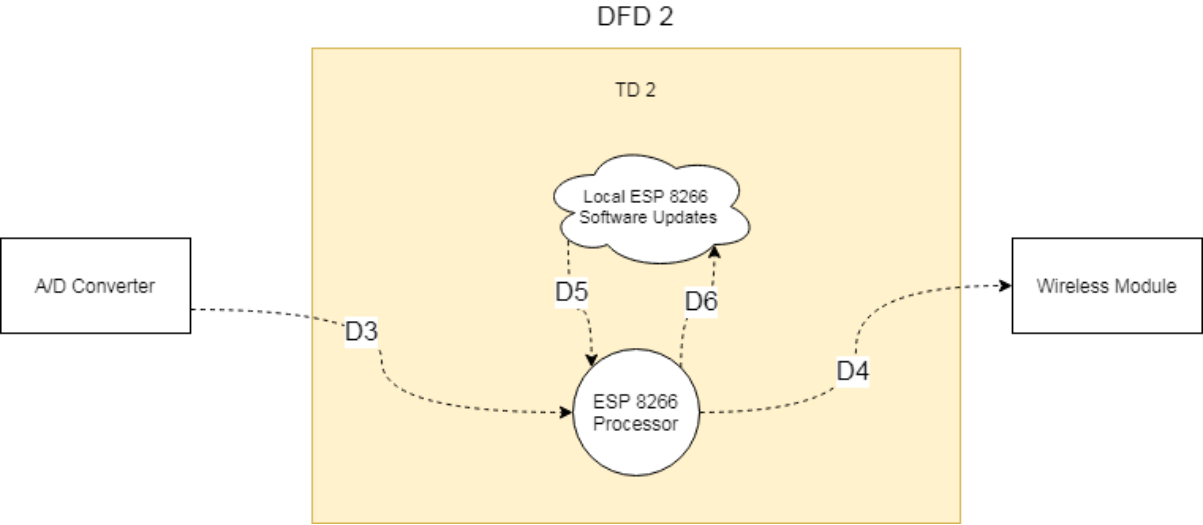 DFD 2
TD 2
Local ESP 8266
Software Updates
A/D Converter
Wireless Module
D5
D6
D3
D4
ESP 8266
Processor